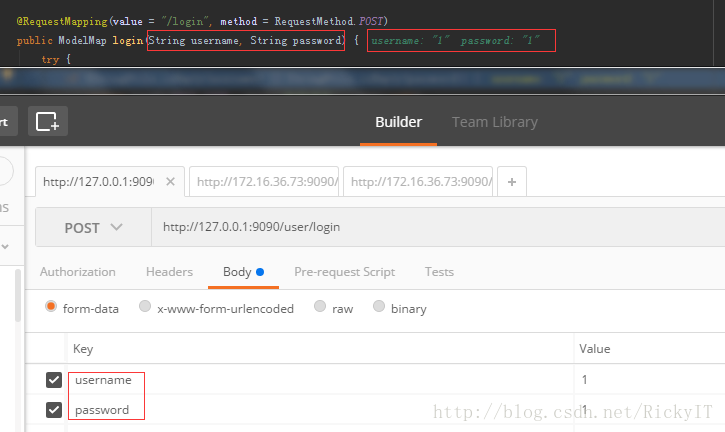 @RequestMapping(value = "/login", method = RequestMethod.POST)
public ModelMap login(String username, String password) { username: "1" password: "1"
try {
rt
Builder
Team Library
http://127.0.0.1:909
http://172.16.36.73:9090/
http://172.16.36.73:9090/
+
POST
http://127.0.0.1:9090/user/login
Authorization
Headers
Body
Pre-request Script
Tests
form-data
x-www-form-urlencoded
raw
binary
Key
Value
username
1
password
1
http://blog.csdn.net/RickyIT